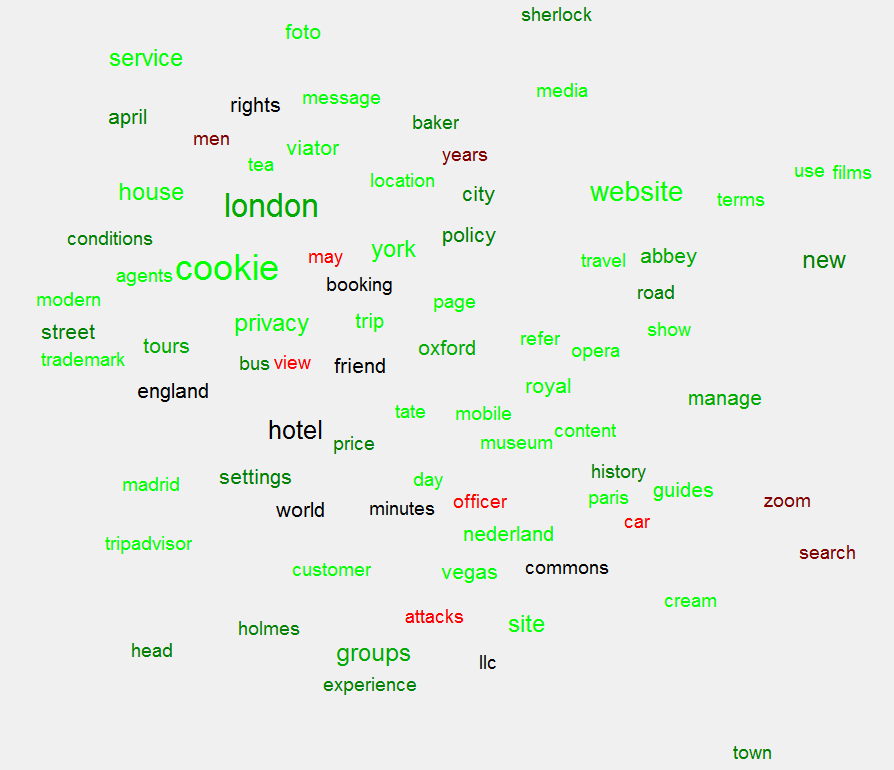 sherlock
foto
service
media
message
rights
april
baker
men
viator
years
tea
use films
location
house
website
city
terms
london
policy
conditions
york
abbey
may
travel
new
cookie
agents
booking
road
modern
page
privacy
trip
show
street
refer
tours
oxford
opera
trademark
bus view
friend
royal
england
manage
tate
mobile
hotel
content
price
museum
history
settings
day
madrid
guides
paris
zoom
officer
world
minutes
car
nederland
tripadvisor
search
commons
customer
vegas
cream
attacks
site
holmes
head
groups
llc
experience
town